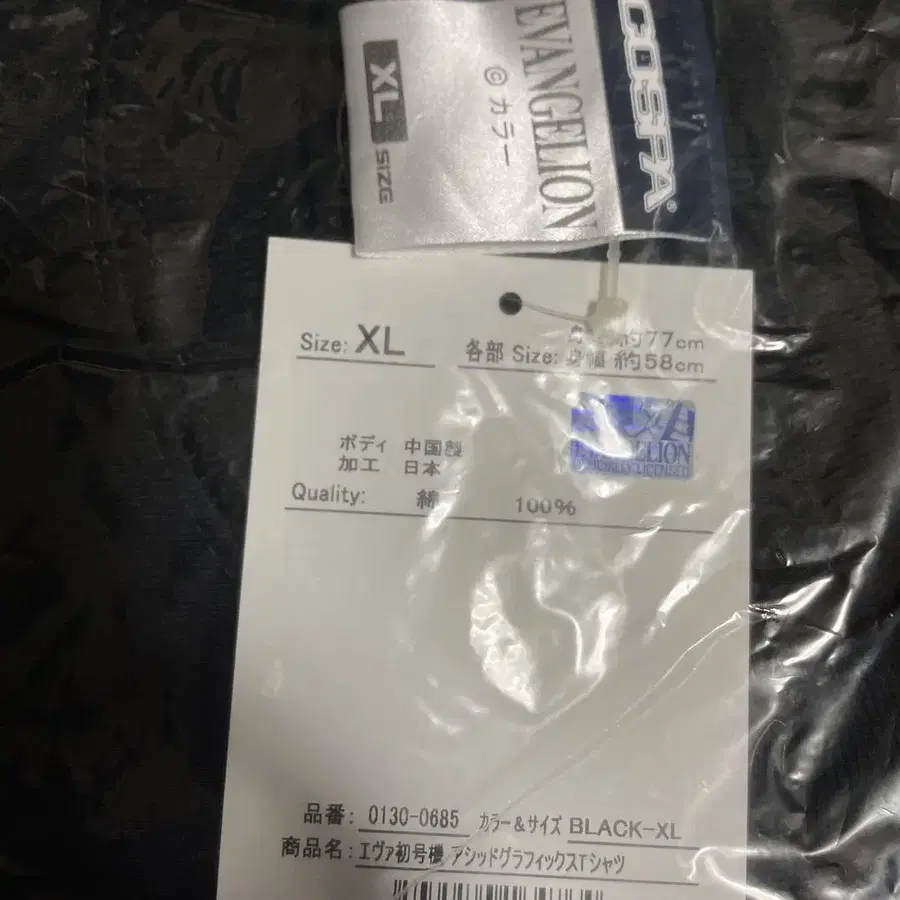 COSPA®
EVANGELION
© カラー
XL SIZE
Size: XL
各部 Size:
約77cm
身幅 約58cm
EVANGELION
ボディ 中国製
加工 日本
Quality: 綿 100%
品番: 0130-0685 カラー&サイズ BLACK-XL
商品名: エヴァ初号機 アシッドグラフィックスTシャツ